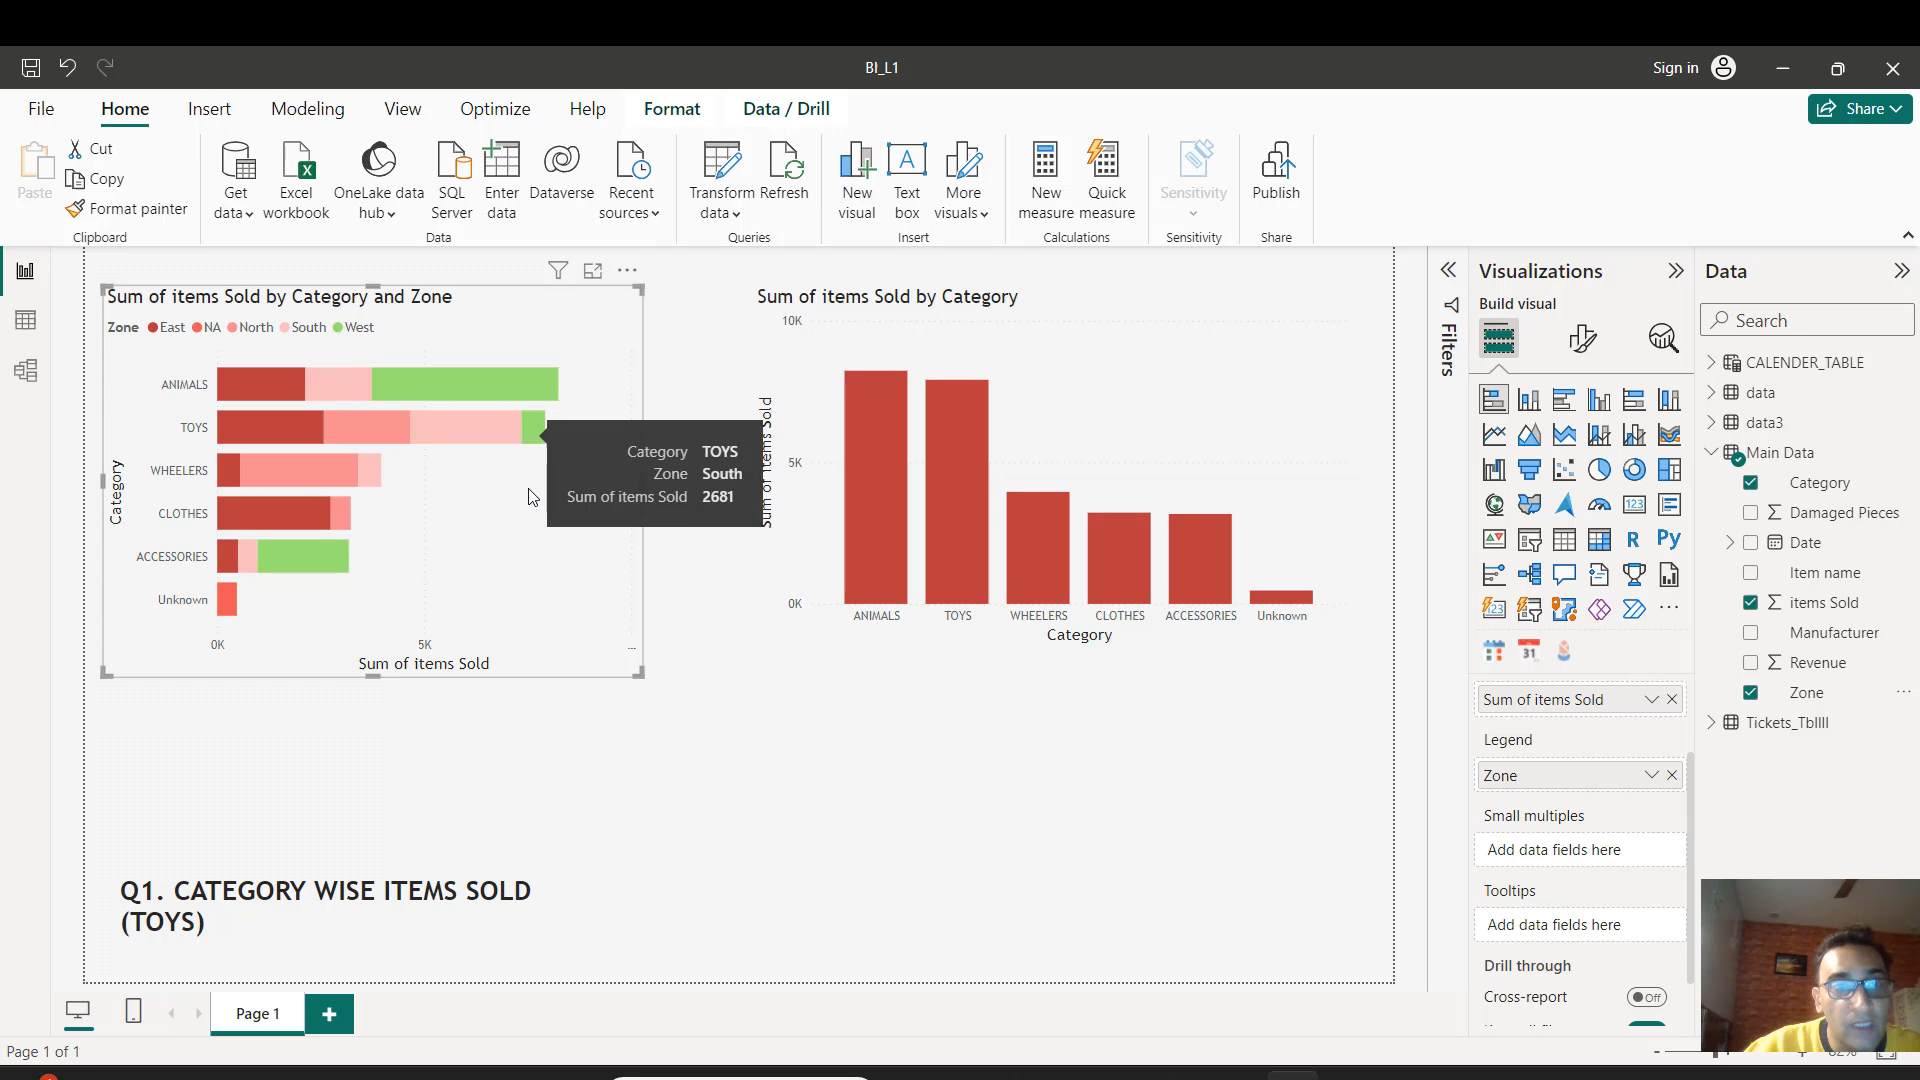 BI_L1
Sign in
File Home Insert Modeling View Optimize Help Format Data / Drill
Share
Paste
Cut
Copy
Format painter
Clipboard
Get data
Excel workbook
OneLake data hub
SQL Server
Enter data
Dataverse
Recent sources
Data
Transform data
Refresh
Queries
New visual
Text box
More visuals
Insert
New measure
Quick measure
Calculations
Sensitivity
Sensitivity
Publish
Share
Sum of items Sold by Category and Zone
Zone East NA North South West
Category
ANIMALS
TOYS
WHEELERS
CLOTHES
ACCESSORIES
Unknown
0K 5K ...
Sum of items Sold
Category TOYS
Zone South
Sum of items Sold 2681
Sum of items Sold by Category
Sum of items Sold
10K
5K
0K
ANIMALS TOYS WHEELERS CLOTHES ACCESSORIES Unknown
Category
Q1. CATEGORY WISE ITEMS SOLD
(TOYS)
Filters
Visualizations
Build visual
Sum of items Sold
Legend
Zone
Small multiples
Add data fields here
Tooltips
Add data fields here
Drill through
Cross-report
Off
Data
Search
CALENDER_TABLE
data
data3
Main Data
Category
Damaged Pieces
Date
Item name
items Sold
Manufacturer
Revenue
Zone
Tickets_Tbllll
Page 1
Page 1 of 1